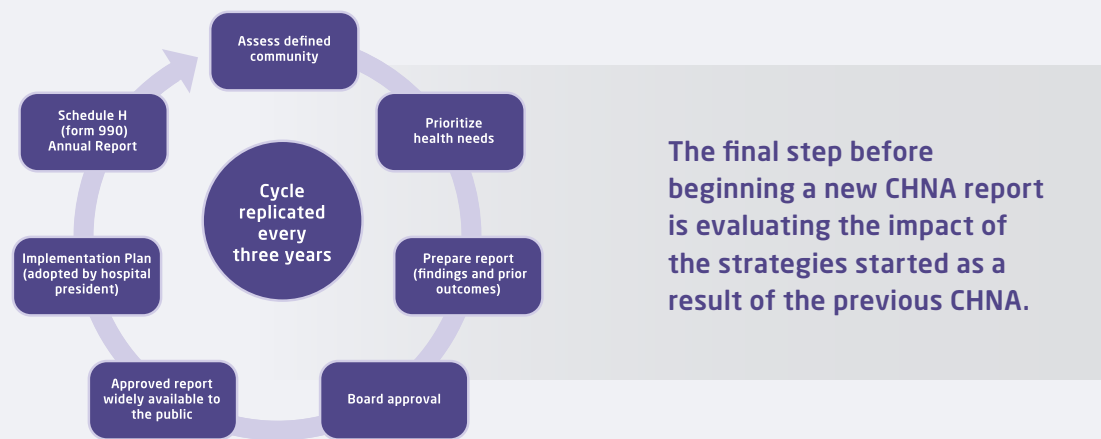 Assess defined
community
Prioritize
health needs
Prepare report
(findings and prior
outcomes)
Board approval
Approved report
widely available to
the public
Implementation Plan
(adopted by hospital
president)
Schedule H
(form 990)
Annual Report
Cycle
replicated
every
three years
The final step before
beginning a new CHNA report
is evaluating the impact of
the strategies started as a
result of the previous CHNA.